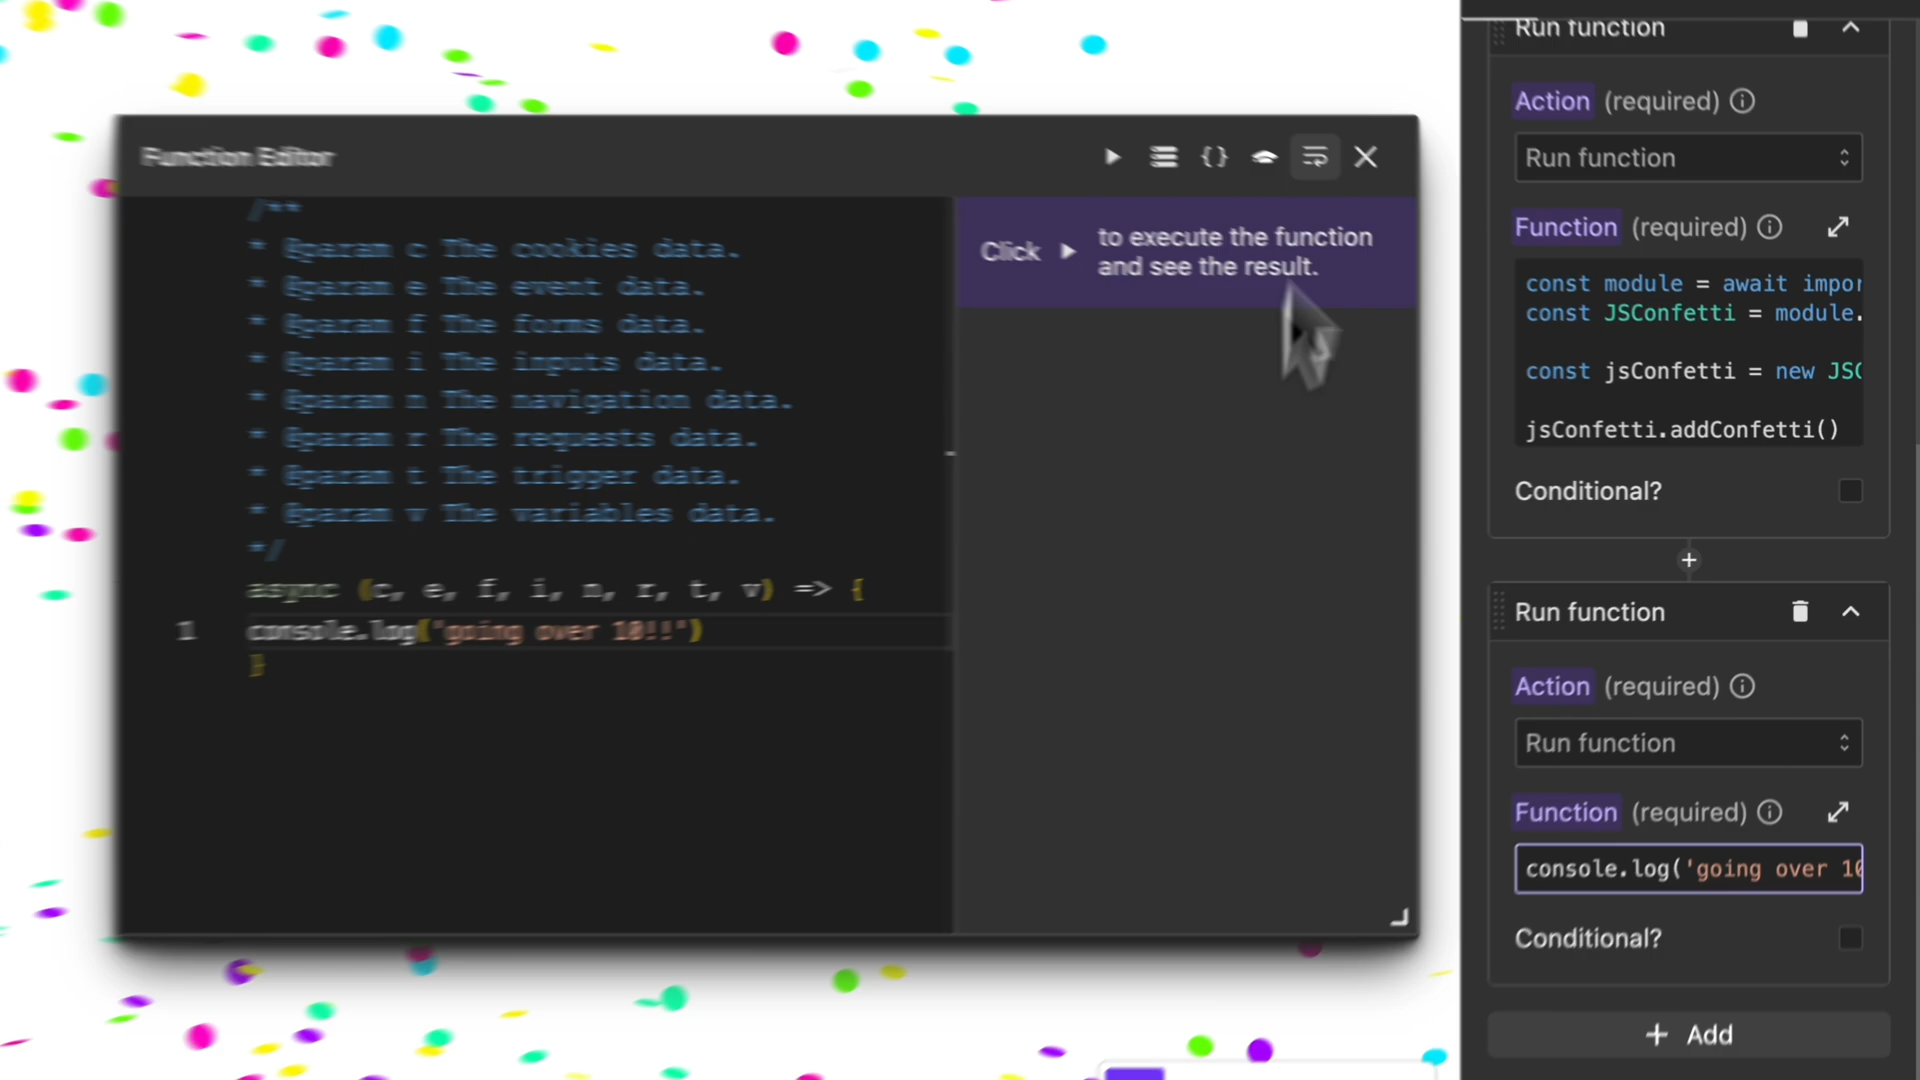 Function Editor
/**
* @param c The cookies data.
* @param e The event data.
* @param f The forms data.
* @param i The inputs data.
* @param n The navigation data.
* @param r The requests data.
* @param t The trigger data.
* @param v The variables data.
*/
async (c, e, f, i, n, r, t, v) => {
1 console.log('going over 10!!')
}
Click
to execute the function
and see the result.
Run function
Action (required)
Run function
Function (required)
const module = await impor
const JSConfetti = module.
const jsConfetti = new JSC
jsConfetti.addConfetti()
Conditional?
+
Run function
Action (required)
Run function
Function (required)
console.log('going over 10
Conditional?
+ Add